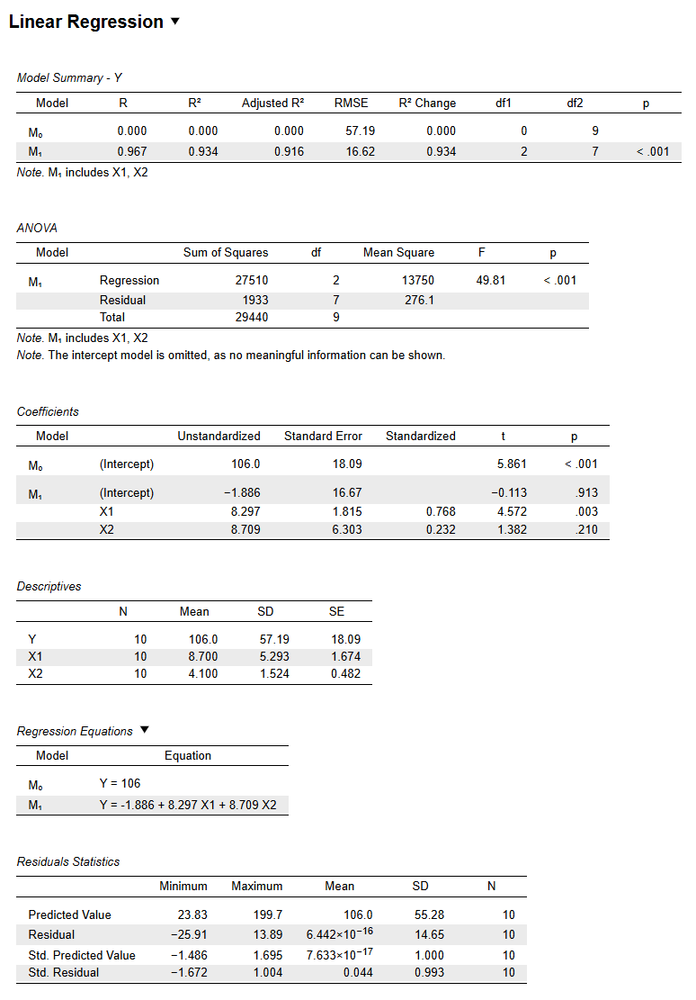 Linear Regression ▼
Model Summary - Y
Model R R² Adjusted R² RMSE R² Change df1 df2 p
M₀ 0.000 0.000 0.000 57.19 0.000 0 9
M₁ 0.967 0.934 0.916 16.62 0.934 2 7 < .001
Note. M₁ includes X1, X2
ANOVA
Model Sum of Squares df Mean Square F p
M₁ Regression 27510 2 13750 49.81 < .001
Residual 1933 7 276.1
Total 29440 9
Note. M₁ includes X1, X2
Note. The intercept model is omitted, as no meaningful information can be shown.
Coefficients
Model Unstandardized Standard Error Standardized t p
M₀ (Intercept) 106.0 18.09 5.861 < .001
M₁ (Intercept) −1.886 16.67 −0.113 .913
X1 8.297 1.815 0.768 4.572 .003
X2 8.709 6.303 0.232 1.382 .210
Descriptives
N Mean SD SE
Y 10 106.0 57.19 18.09
X1 10 8.700 5.293 1.674
X2 10 4.100 1.524 0.482
Regression Equations ▼
Model Equation
M₀ Y = 106
M₁ Y = -1.886 + 8.297 X1 + 8.709 X2
Residuals Statistics
Minimum Maximum Mean SD N
Predicted Value 23.83 199.7 106.0 55.28 10
Residual −25.91 13.89 6.442×10⁻¹⁶ 14.65 10
Std. Predicted Value −1.486 1.695 7.633×10⁻¹⁷ 1.000 10
Std. Residual −1.672 1.004 0.044 0.993 10